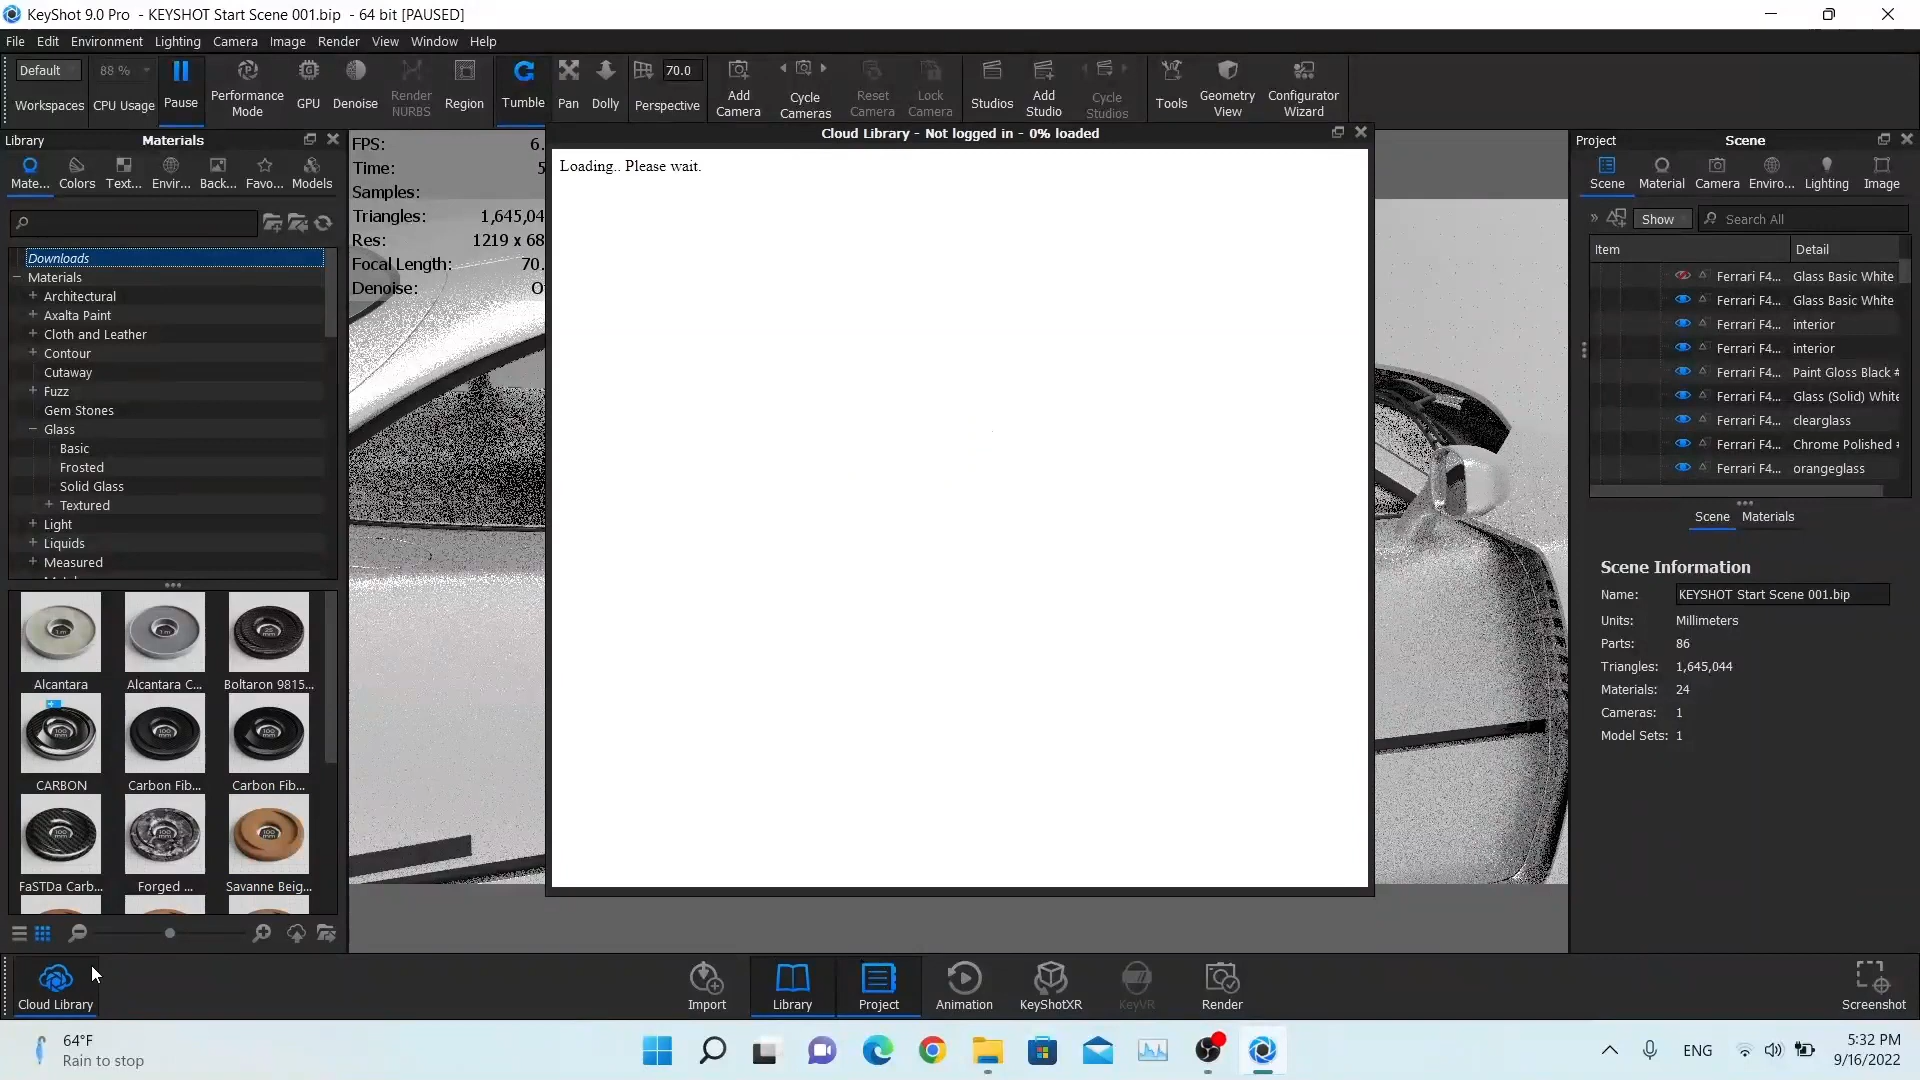 KeyShot 9.0 Pro - KEYSHOT Start Scene 001.bip - 64 bit [PAUSED]
File Edit Environment Lighting Camera Image Render View Window Help
Default 88 % 70.0
Workspaces CPU Usage Pause Performance Mode GPU Denoise Render NURBS Region Tumble Pan Dolly Perspective Add Camera Cycle Cameras Reset Camera Lock Camera Studios Add Studio Cycle Studios Tools Geometry View Configurator Wizard
Library Materials
Mate... Colors Text... Envir... Back... Favo... Models
Downloads
Materials
Architectural
Axalta Paint
Cloth and Leather
Contour
Cutaway
Fuzz
Gem Stones
Glass
Basic
Frosted
Solid Glass
Textured
Light
Liquids
Measured
Alcantara Alcantara C... Boltaron 9815...
CARBON Carbon Fib... Carbon Fib...
FaSTDa Carb... Forged ... Savanne Beig...
FPS: 6.
Time: 5
Samples:
Triangles: 1,645,04
Res: 1219 x 68
Focal Length: 70.
Denoise: O
Cloud Library - Not logged in - 0% loaded
Loading.. Please wait.
Project Scene
Scene Material Camera Enviro... Lighting Image
» Show Search All
Item Detail
Ferrari F4... Glass Basic White
Ferrari F4... Glass Basic White
Ferrari F4... interior
Ferrari F4... interior
Ferrari F4... Paint Gloss Black #
Ferrari F4... Glass (Solid) White
Ferrari F4... clearglass
Ferrari F4... Chrome Polished #
Ferrari F4... orangeglass
Scene Materials
Scene Information
Name: KEYSHOT Start Scene 001.bip
Units: Millimeters
Parts: 86
Triangles: 1,645,044
Materials: 24
Cameras: 1
Model Sets: 1
Cloud Library Import Library Project Animation KeyShotXR KeyVR Render Screenshot
64°F
Rain to stop
ENG
5:32 PM
9/16/2022